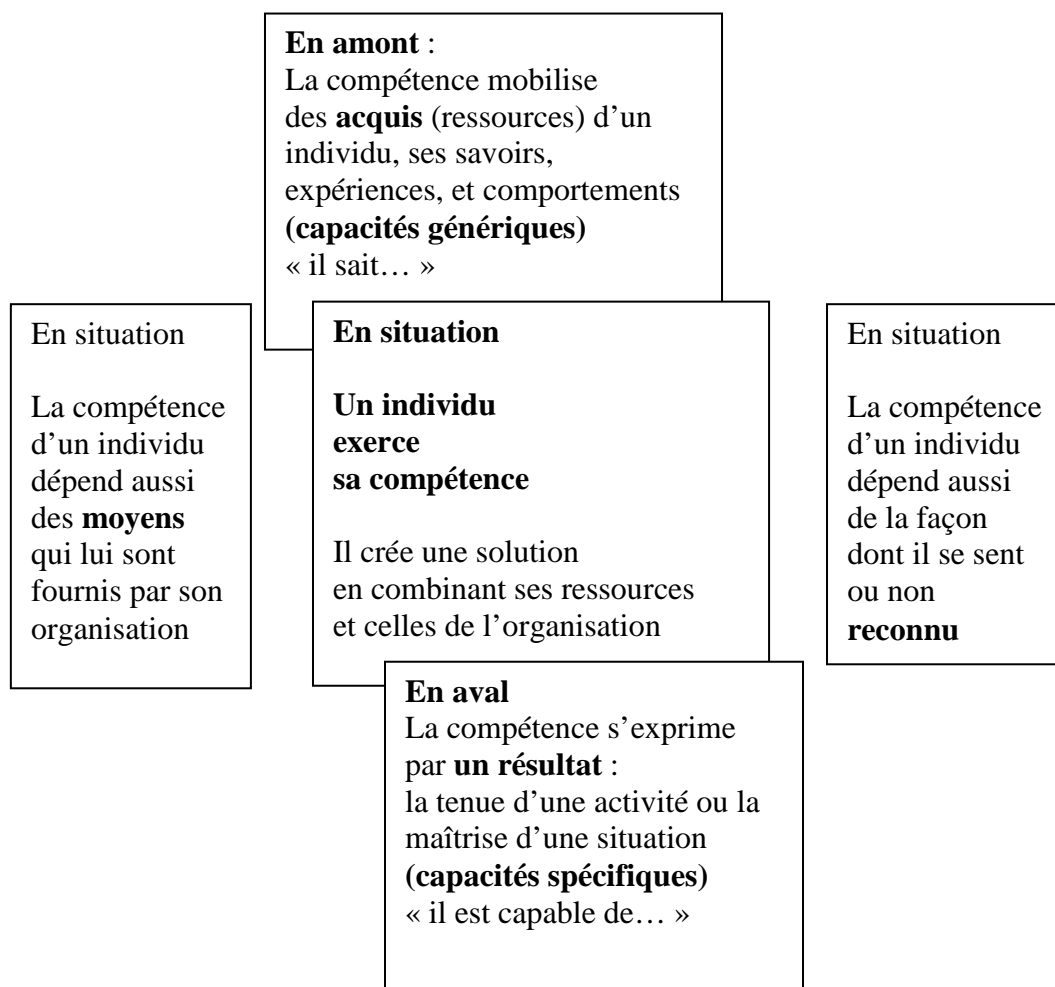 En amont :
La compétence mobilise
des acquis (ressources) d’un
individu, ses savoirs,
expériences, et comportements
(capacités génériques)
« il sait… »
En situation
La compétence
d’un individu
dépend aussi
des moyens
qui lui sont
fournis par son
organisation
En situation
Un individu
exerce
sa compétence
Il crée une solution
en combinant ses ressources
et celles de l’organisation
En situation
La compétence
d’un individu
dépend aussi
de la façon
dont il se sent
ou non
reconnu
En aval
La compétence s’exprime
par un résultat :
la tenue d’une activité ou la
maîtrise d’une situation
(capacités spécifiques)
« il est capable de… »